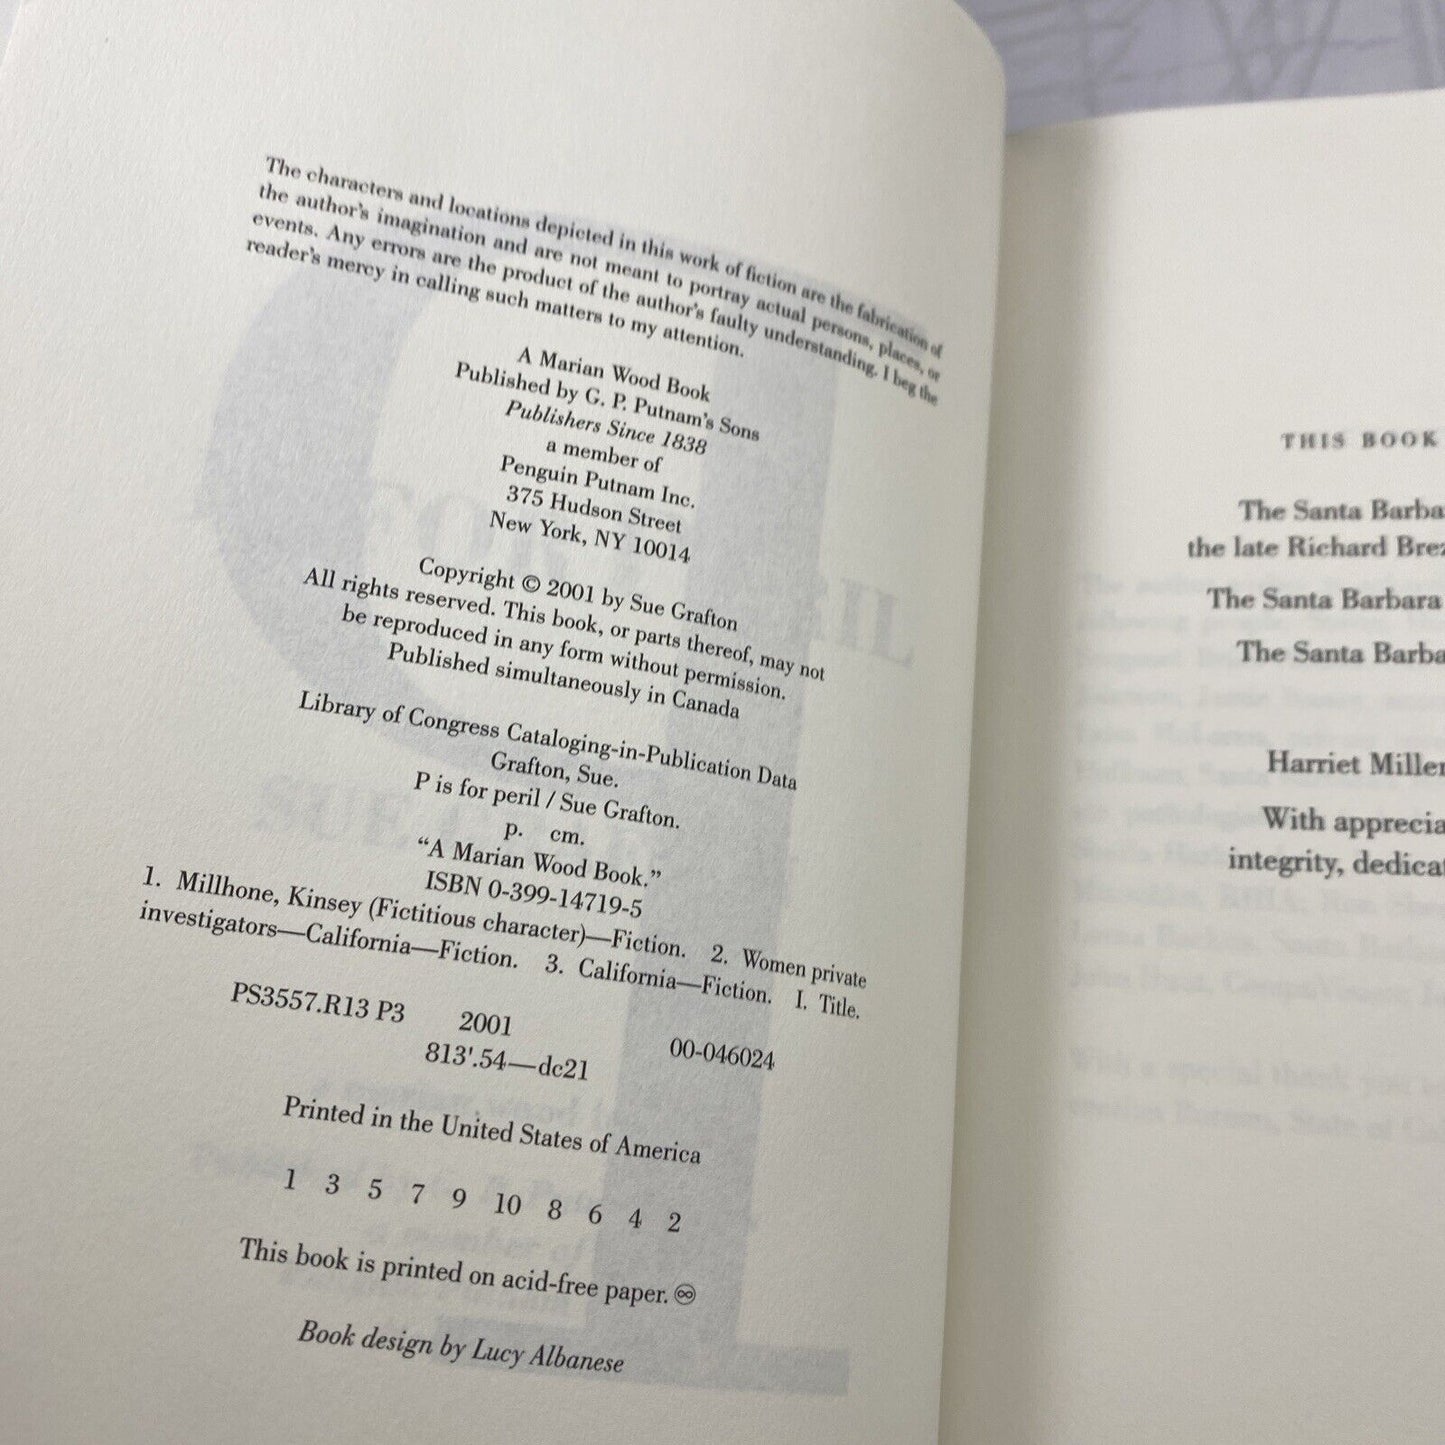 The characters and locations depicted in this work of fiction are the fabrication of
the author's imagination and are not meant to portray actual persons, places, or
events. Any errors are the product of the author's faulty understanding. I beg the
reader's mercy in calling such matters to my attention.
A Marian Wood Book
Published by G. P. Putnam's Sons
Publishers Since 1838
a member of
Penguin Putnam Inc.
375 Hudson Street
New York, NY 10014
Copyright © 2001 by Sue Grafton
All rights reserved. This book, or parts thereof, may not
be reproduced in any form without permission.
Published simultaneously in Canada
Library of Congress Cataloging-in-Publication Data
Grafton, Sue.
P is for peril / Sue Grafton.
p. cm.
“A Marian Wood Book.”
ISBN 0-399-14719-5
1. Millhone, Kinsey (Fictitious character)—Fiction. 2. Women private
investigators—California—Fiction. 3. California—Fiction. I. Title.
PS3557.R13 P3 2001 00-046024
813'.54—dc21
Printed in the United States of America
1 3 5 7 9 10 8 6 4 2
This book is printed on acid-free paper. ♾
Book design by Lucy Albanese
THIS BOOK
The Santa Barba
the late Richard Brez
The Santa Barbara
The Santa Barba
Harriet Miller
With apprecia
integrity, dedicat